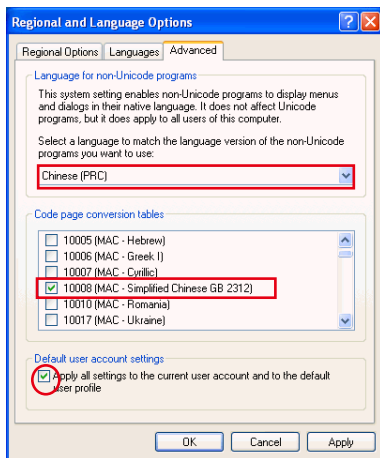 Regional and Language Options
Regional Options
Languages
Advanced
Language for non-Unicode programs
This system setting enables non-Unicode programs to display menus
and dialogs in their native language. It does not affect Unicode
programs, but it does apply to all users of this computer.
Select a language to match the language version of the non-Unicode
programs you want to use:
Chinese (PRC)
Code page conversion tables
10005 (MAC - Hebrew)
10006 (MAC - Greek I)
10007 (MAC - Cyrillic)
10008 (MAC - Simplified Chinese GB 2312)
10010 (MAC - Romania)
10017 (MAC - Ukraine)
Default user account settings
Apply all settings to the current user account and to the default
user profile
OK
Cancel
Apply